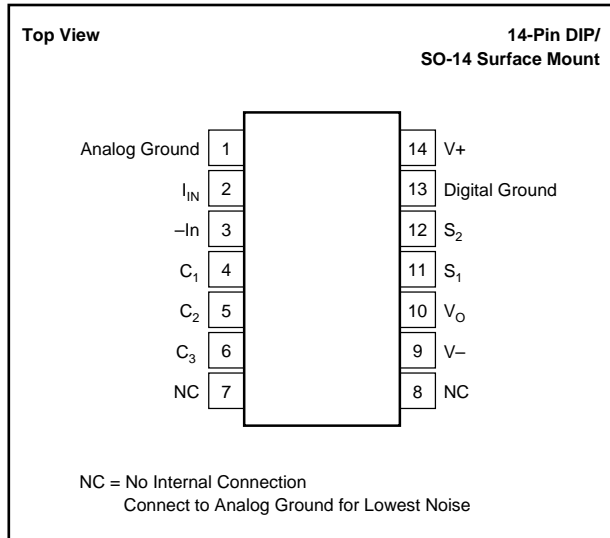 Top View
14-Pin DIP/
SO-14 Surface Mount
Analog Ground 1
14 V+
I_IN 2
13 Digital Ground
–In 3
12 S_2
C_1 4
11 S_1
C_2 5
10 V_O
C_3 6
9 V–
NC 7
8 NC
NC = No Internal Connection
Connect to Analog Ground for Lowest Noise